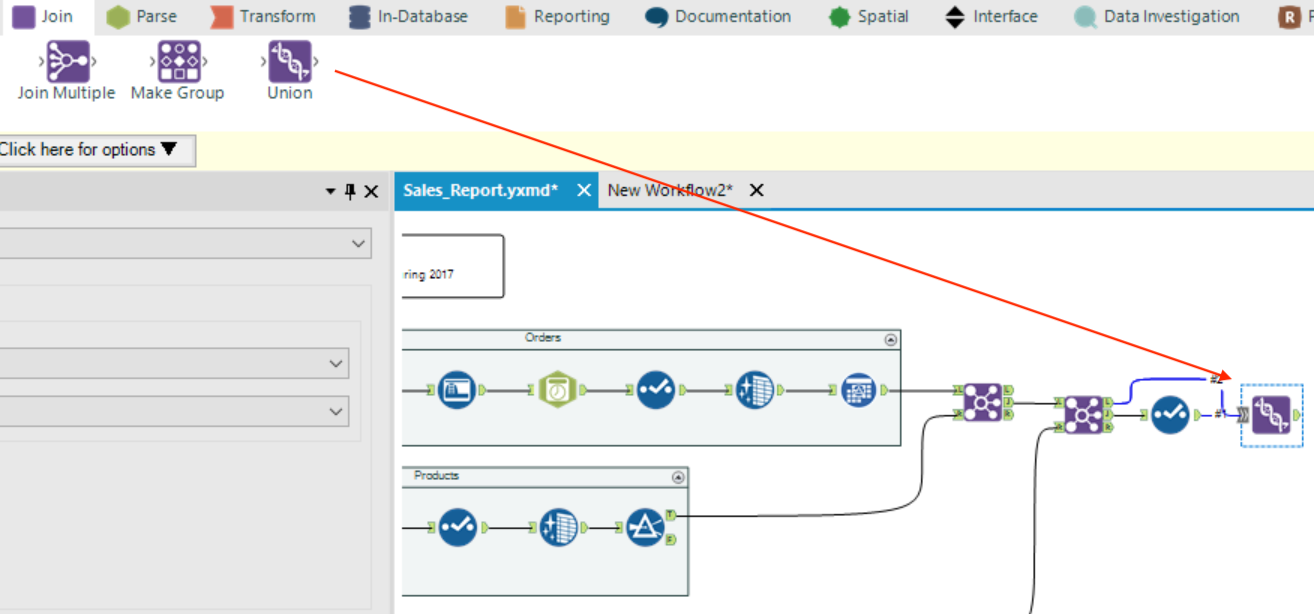 Join Parse Transform In-Database Reporting Documentation Spatial Interface Data Investigation R
Join Multiple Make Group Union
Click here for options
Sales_Report.yxmd* New Workflow2*
ring 2017
Orders
#2
L J R
L R
L J R
L R
#1
Products
T
F